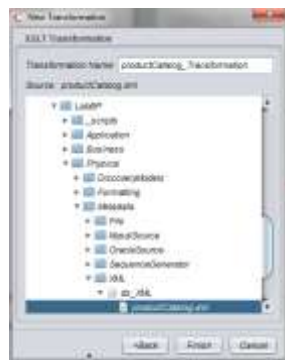 New Transformation
XSLT Transformation
Transformation Name productCatalog_Transformation
Source productCatalog.xml
_scripts
Application
Business
Physical
DiscoveryModels
Formatting
Metadata
File
OracleSource
SequenceGenerator
XML
productCatalog.xml
<Back Finish Cancel